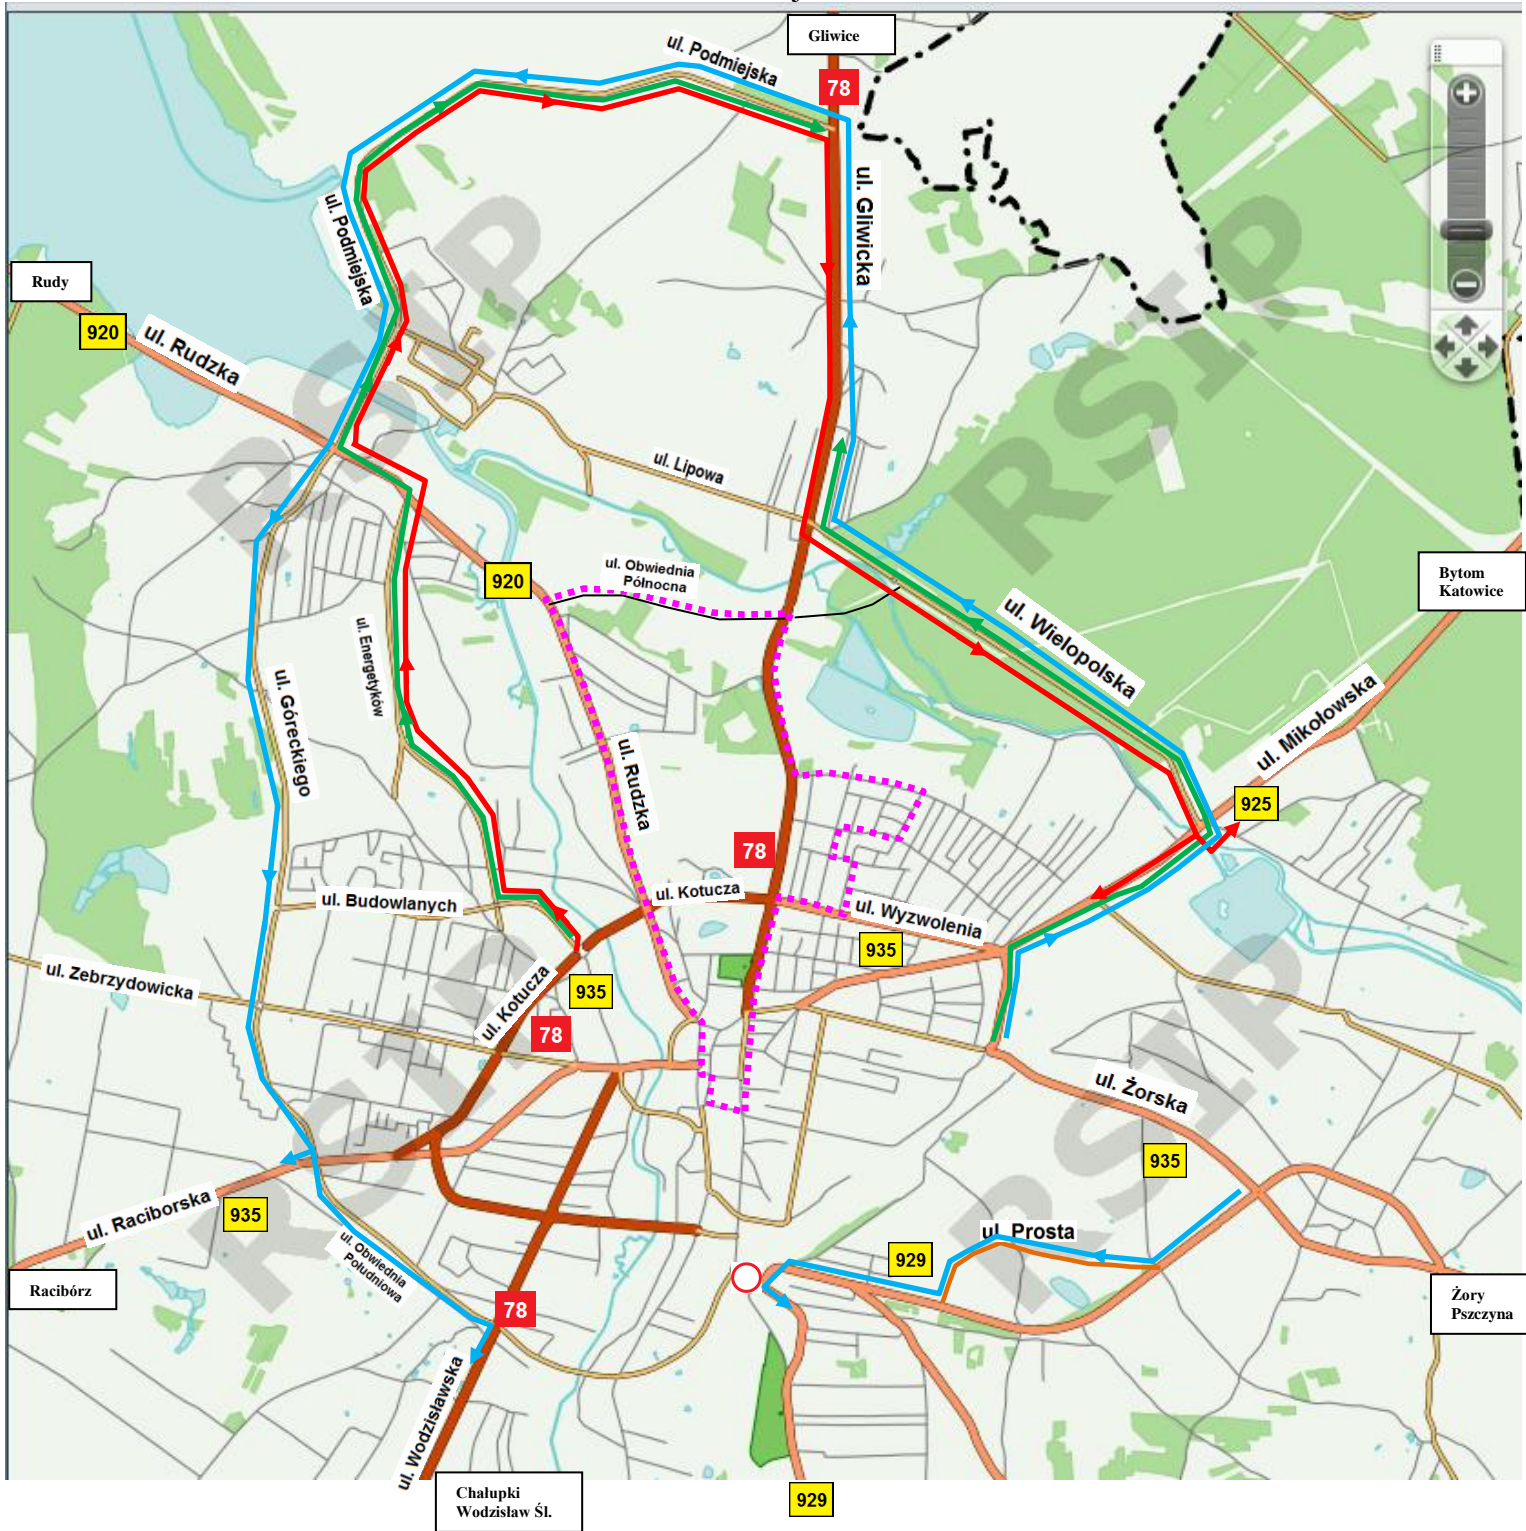 Gliwice
ul. Podmiejska
78
ul. Gliwicka
ul. Podmiejska
Rudy
920
ul. Rudzka
RSIP
RSIP
ul. Lipowa
920
ul. Obwiednia
Północna
Bytom
Katowice
ul. Wielopolska
ul. Energetyków
ul. Góreckiego
ul. Mikołowska
ul. Rudzka
925
78
ul. Kotucza
ul. Budowlanych
ul. Wyzwolenia
935
ul. Zebrzydowicka
ul. Kotucza
935
78
RSIP
RSIP
ul. Żorska
935
ul. Raciborska
935
ul. Prosta
929
ul. Obwiednia
Południowa
Racibórz
78
Żory
Pszczyna
ul. Wodzisławska
Chałupki
Wodzisław Śl.
929